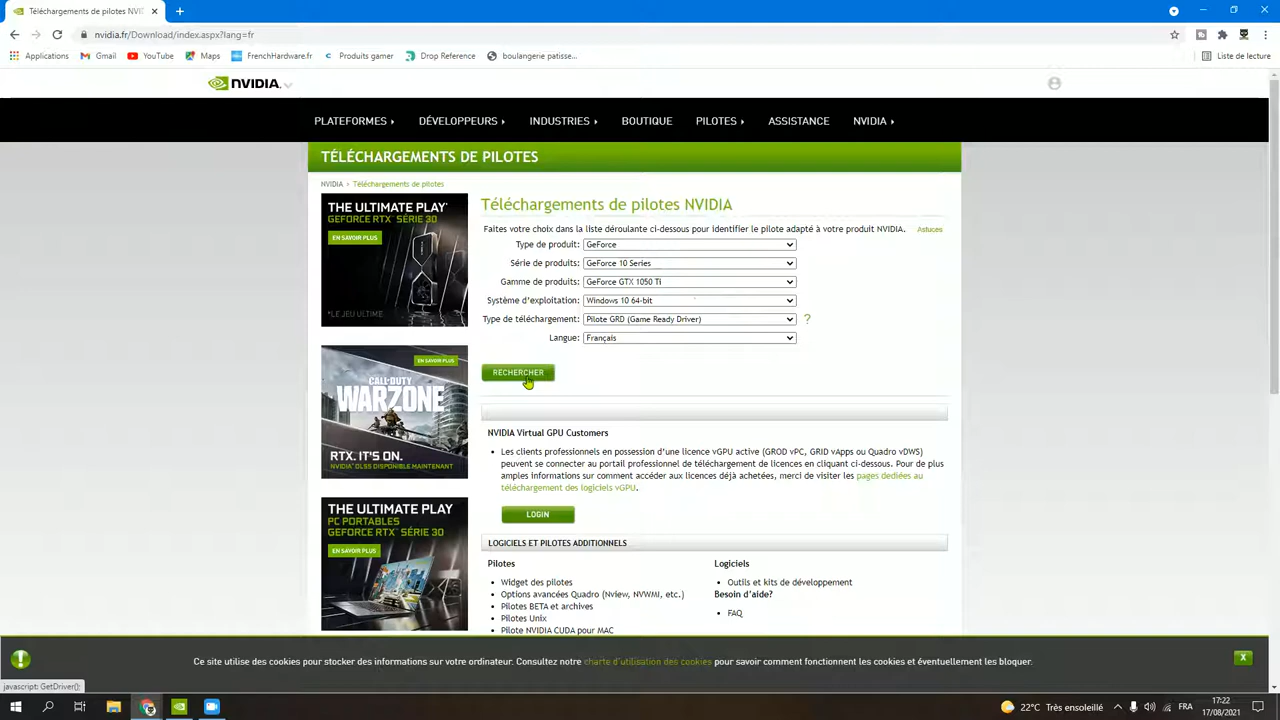 Téléchargements de pilotes NVI
nvidia.fr/Download/index.aspx?lang=fr
Applications Gmail YouTube Maps FrenchHardware.fr Produits gamer Drop Reference boulangerie patisse... Liste de lecture
NVIDIA.
PLATEFORMES DÉVELOPPEURS INDUSTRIES BOUTIQUE PILOTES ASSISTANCE NVIDIA
TÉLÉCHARGEMENTS DE PILOTES
NVIDIA > Téléchargements de pilotes
THE ULTIMATE PLAY*
GEFORCE RTX™ SÉRIE 30
EN SAVOIR PLUS
*LE JEU ULTIME.
Téléchargements de pilotes NVIDIA
Faites votre choix dans la liste déroulante ci-dessous pour identifier le pilote adapté à votre produit NVIDIA. Astuces
Type de produit: GeForce
Série de produits: GeForce 10 Series
Gamme de produits: GeForce GTX 1050 Ti
Système d'exploitation: Windows 10 64-bit
Type de téléchargement: Pilote GRD (Game Ready Driver) ?
Langue: Français
RECHERCHER
EN SAVOIR PLUS
CALL OF DUTY
WARZONE
RTX. IT'S ON.
NVIDIA® DLSS DISPONIBLE MAINTENANT
NVIDIA Virtual GPU Customers
• Les clients professionnels en possession d'une licence vGPU active (GROD vPC, GRID vApps ou Quadro vDWS)
peuvent se connecter au portail professionnel de téléchargement de licences en cliquant ci-dessous. Pour de plus
amples informations sur comment accéder aux licences déjà achetées, merci de visiter les pages dediées au
téléchargement des logiciels vGPU.
LOGIN
THE ULTIMATE PLAY
PC PORTABLES
GEFORCE RTX™ SÉRIE 30
EN SAVOIR PLUS
LOGICIELS ET PILOTES ADDITIONNELS
Pilotes
• Widget des pilotes
• Options avancées Quadro (Nview, NVWMI, etc.)
• Pilotes BETA et archives
• Pilotes Unix
• Pilote NVIDIA CUDA pour MAC
Logiciels
• Outils et kits de développement
Besoin d'aide?
• FAQ
Ce site utilise des cookies pour stocker des informations sur votre ordinateur. Consultez notre charte d'utilisation des cookies pour savoir comment fonctionnent les cookies et éventuellement les bloquer.
X
javascript: GetDriver();
22°C Très ensoleillé FRA 17:22
17/08/2021